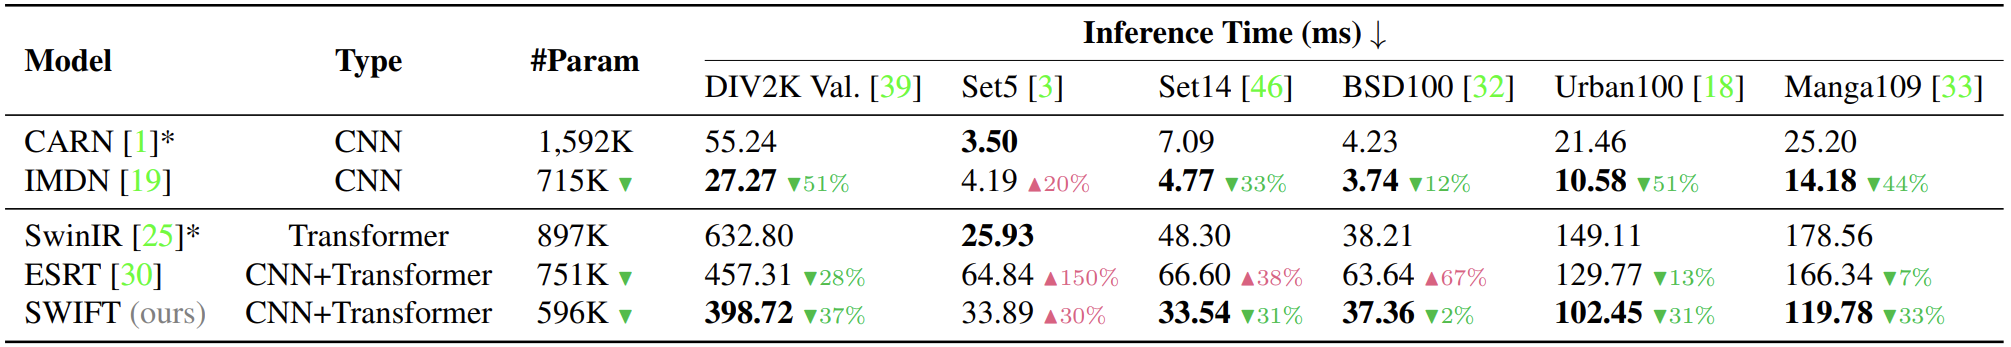 Model Type #Param Inference Time (ms) ↓
DIV2K Val. [39] Set5 [3] Set14 [46] BSD100 [32] Urban100 [18] Manga109 [33]
CARN [1]* CNN 1,592K 55.24 3.50 7.09 4.23 21.46 25.20
IMDN [19] CNN 715K ▼ 27.27 ▼51% 4.19 ▲20% 4.77 ▼33% 3.74 ▼12% 10.58 ▼51% 14.18 ▼44%
SwinIR [25]* Transformer 897K 632.80 25.93 48.30 38.21 149.11 178.56
ESRT [30] CNN+Transformer 751K ▼ 457.31 ▼28% 64.84 ▲150% 66.60 ▲38% 63.64 ▲67% 129.77 ▼13% 166.34 ▼7%
SWIFT (ours) CNN+Transformer 596K ▼ 398.72 ▼37% 33.89 ▲30% 33.54 ▼31% 37.36 ▼2% 102.45 ▼31% 119.78 ▼33%